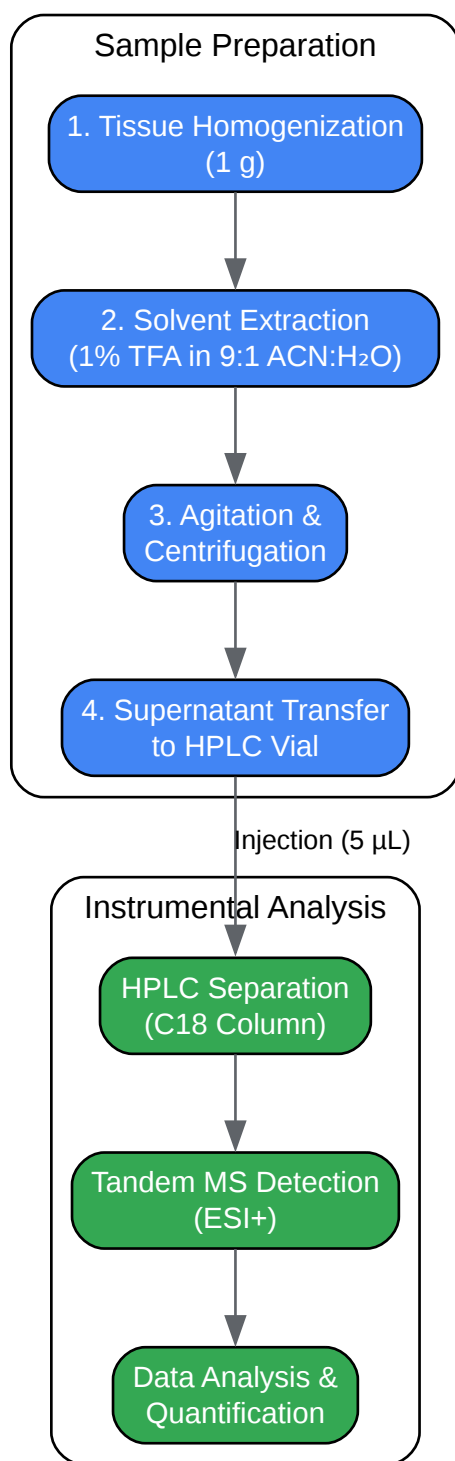 Sample Preparation
1. Tissue Homogenization
(1 g)
2. Solvent Extraction
(1% TFA in 9:1 ACN:H₂O)
3. Agitation &
Centrifugation
4. Supernatant Transfer
to HPLC Vial
Injection (5 µL)
Instrumental Analysis
HPLC Separation
(C18 Column)
Tandem MS Detection
(ESI+)
Data Analysis &
Quantification